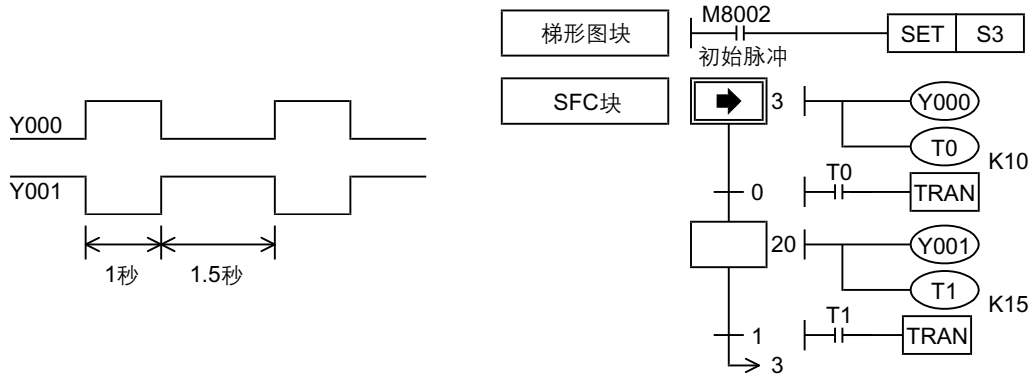 Y000
Y001
1秒 1.5秒
梯形图块 M8002 SET S3
初始脉冲
SFC块 3 Y000
T0 K10
0 T0 TRAN
20 Y001
T1 K15
1 T1 TRAN
3